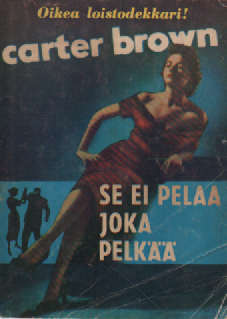 Oikea loistodekkari!
carter brown
SE EI PELAA
JOKA
PELKÄÄ